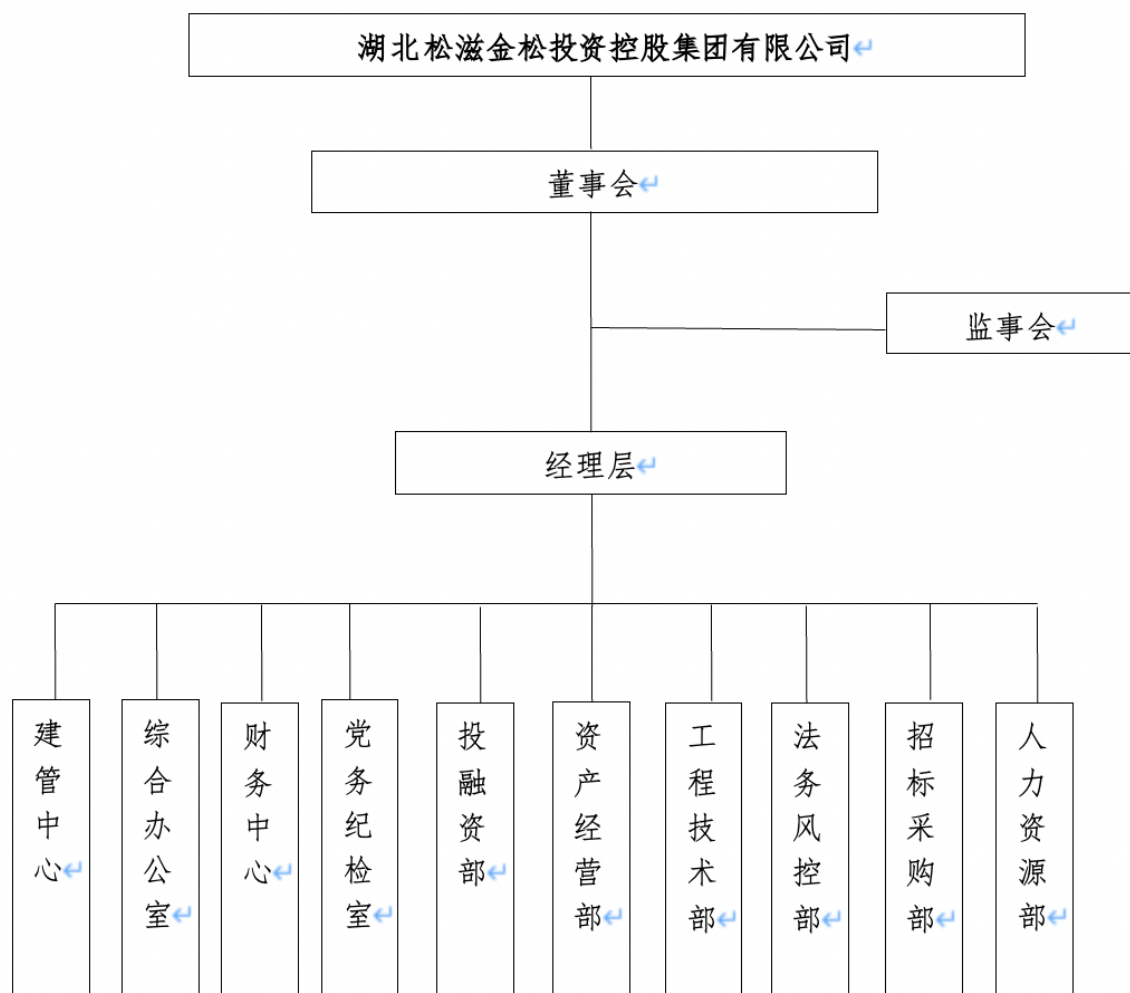 湖北松滋金松投资控股集团有限公司
董事会
监事会
经理层
建管中心
综合办公室
财务中心
党务纪检室
投融资部
资产经营部
工程技术部
法务风控部
招标采购部
人力资源部